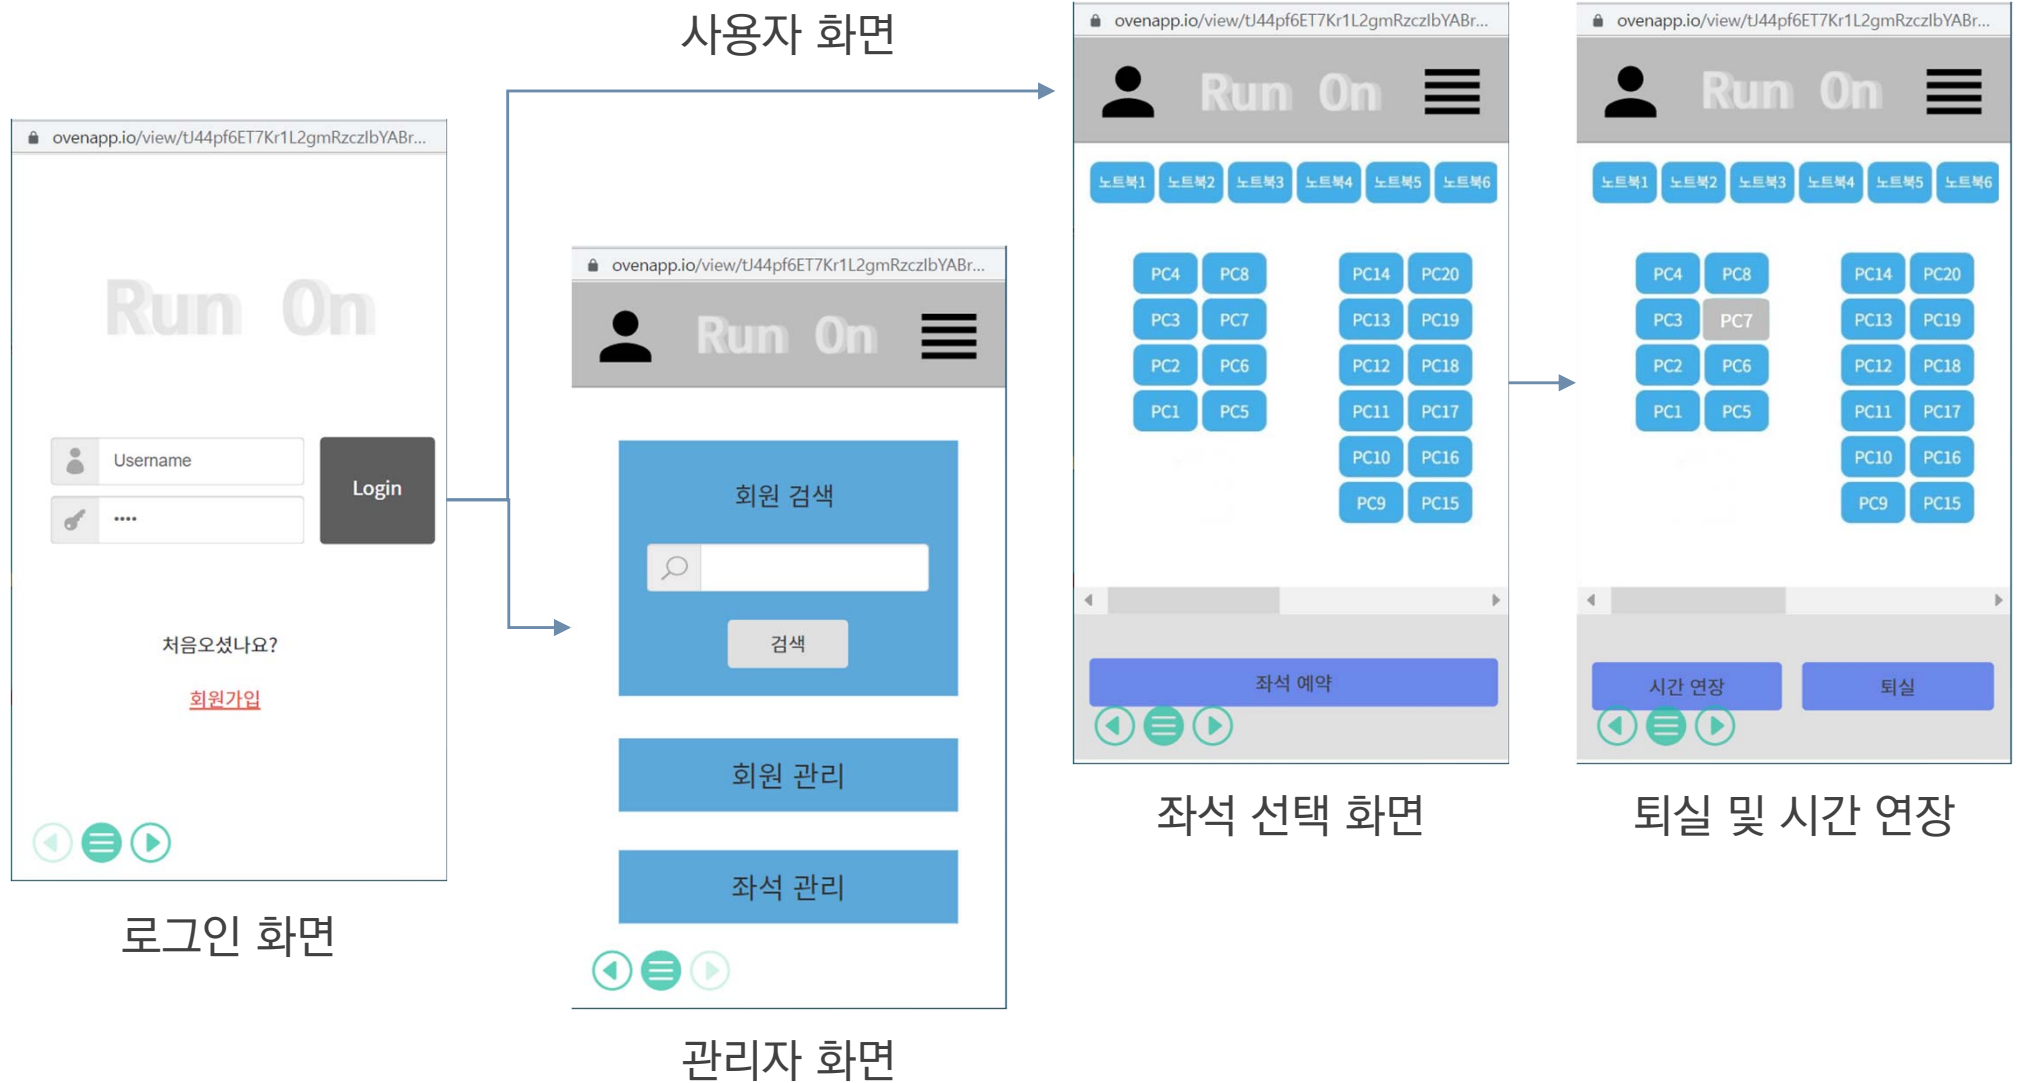 사용자 화면
ovenapp.io/view/tJ44pf6ET7Kr1L2gmRzczIbYABr...
Run On
Username
••••
Login
처음오셨나요?
회원가입
로그인 화면
ovenapp.io/view/tJ44pf6ET7Kr1L2gmRzczIbYABr...
Run On
회원 검색
검색
회원 관리
좌석 관리
관리자 화면
ovenapp.io/view/tJ44pf6ET7Kr1L2gmRzczIbYABr...
Run On
노트북1 노트북2 노트북3 노트북4 노트북5 노트북6
PC4 PC8 PC14 PC20
PC3 PC7 PC13 PC19
PC2 PC6 PC12 PC18
PC1 PC5 PC11 PC17
PC10 PC16
PC9 PC15
좌석 예약
좌석 선택 화면
ovenapp.io/view/tJ44pf6ET7Kr1L2gmRzczIbYABr...
Run On
노트북1 노트북2 노트북3 노트북4 노트북5 노트북6
PC4 PC8 PC14 PC20
PC3 PC7 PC13 PC19
PC2 PC6 PC12 PC18
PC1 PC5 PC11 PC17
PC10 PC16
PC9 PC15
시간 연장 퇴실
퇴실 및 시간 연장